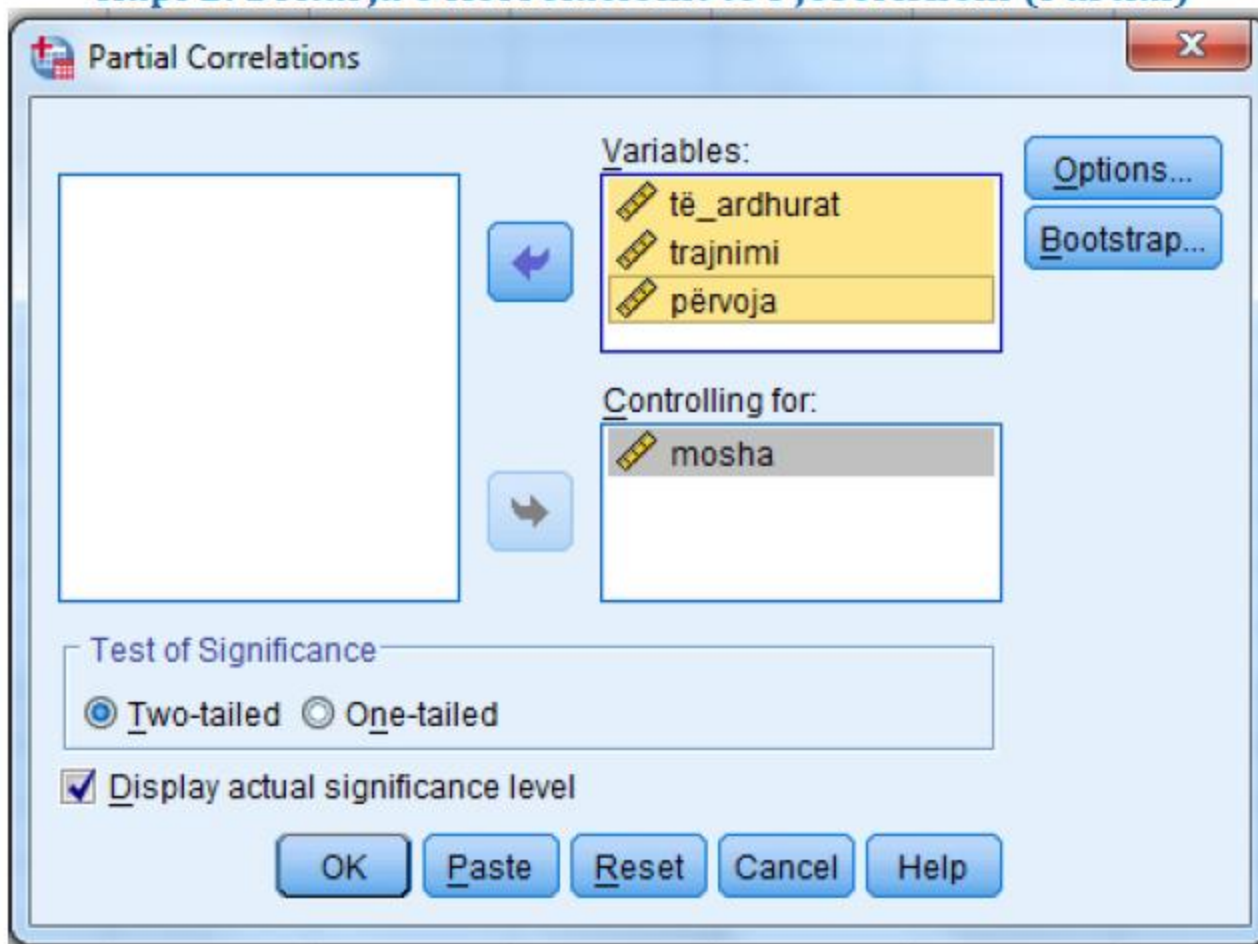 Partial Correlations
Variables:
të_ardhurat
trajnimi
përvoja
Options...
Bootstrap...
Controlling for:
mosha
Test of Significance
Two-tailed One-tailed
Display actual significance level
OK Paste Reset Cancel Help